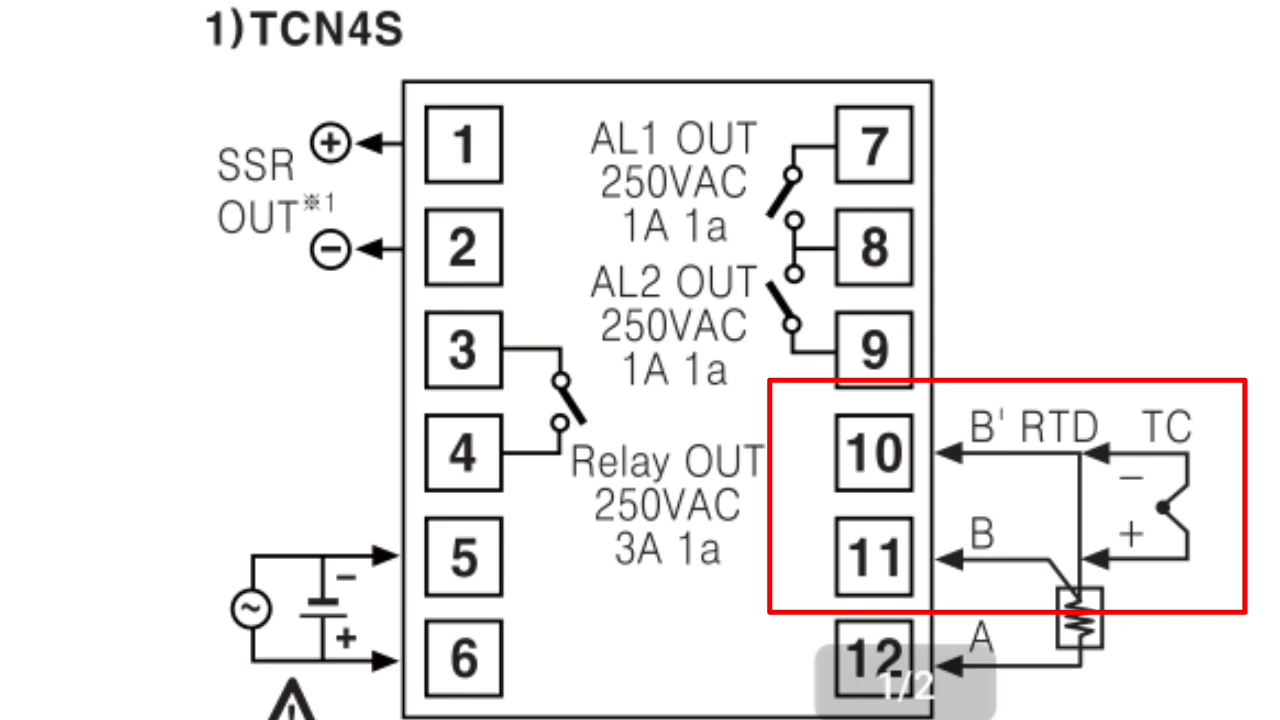 1)TCN4S
SSR
OUT※1
+
−
1
2
3
4
5
6
AL1 OUT
250VAC
1A 1a
AL2 OUT
250VAC
1A 1a
Relay OUT
250VAC
3A 1a
−
+
~
7
8
9
10
11
12
B' RTD TC
−
+
B
A
1/2
!